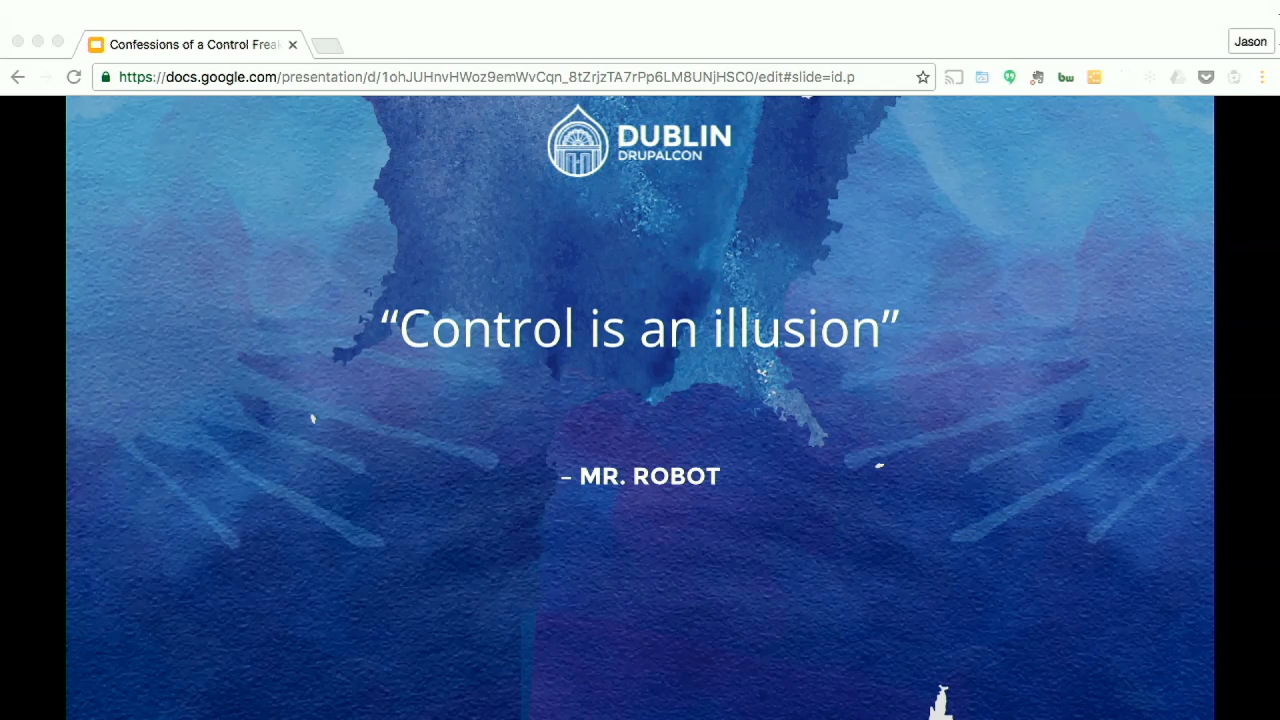 Confessions of a Control Frea
Jason
https://docs.google.com/presentation/d/1ohJUHnvHWoz9emWvCqn_8tZrjzTA7rPp6LM8UNjHSC0/edit#slide=id.p
bw
DUBLIN
DRUPALCON
“Control is an illusion”
– MR. ROBOT